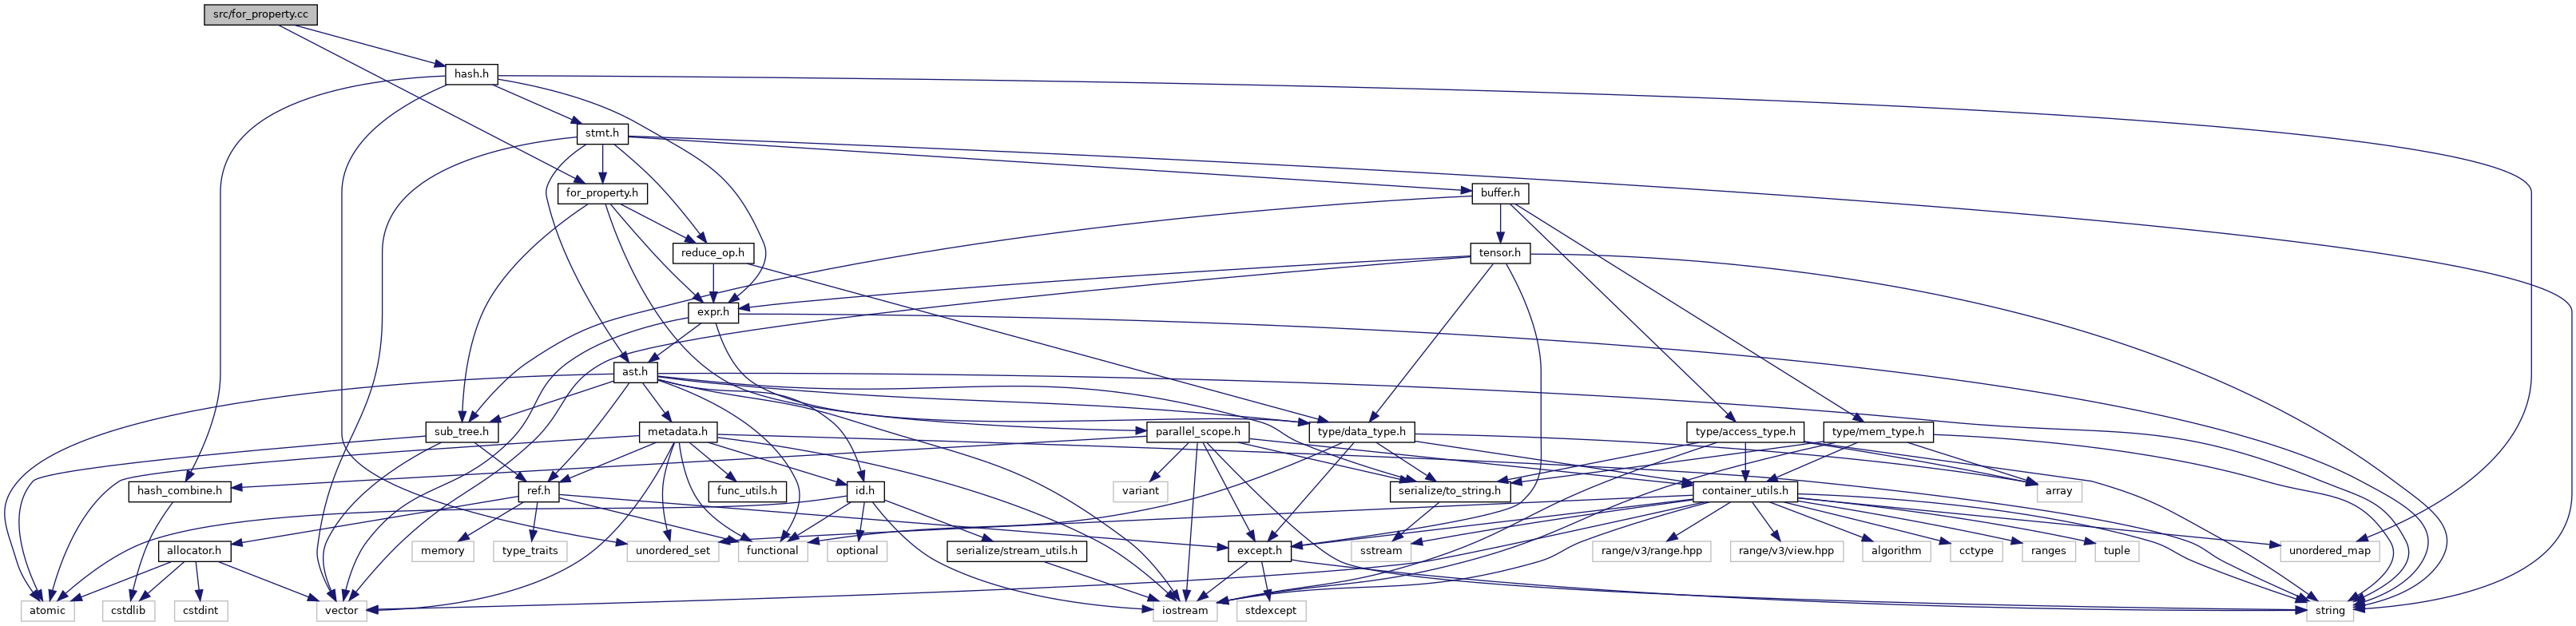 src/for_property.cc
hash.h
stmt.h
for_property.h
buffer.h
reduce_op.h
tensor.h
expr.h
ast.h
sub_tree.h
metadata.h
parallel_scope.h
type/data_type.h
type/access_type.h
type/mem_type.h
hash_combine.h
ref.h
func_utils.h
id.h
variant
serialize/to_string.h
container_utils.h
array
allocator.h
memory
type_traits
unordered_set
functional
optional
serialize/stream_utils.h
except.h
sstream
range/v3/range.hpp
range/v3/view.hpp
algorithm
cctype
ranges
tuple
unordered_map
atomic
cstdlib
cstdint
vector
iostream
stdexcept
string